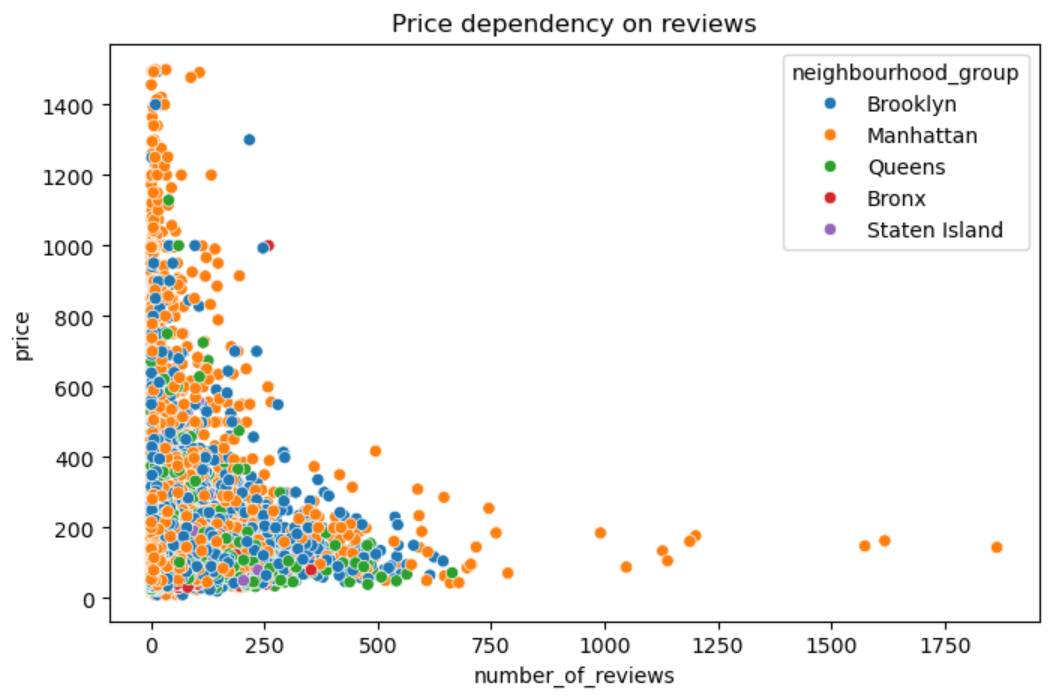 Price dependency on reviews
neighbourhood_group
Brooklyn
Manhattan
Queens
Bronx
Staten Island
1400
1200
1000
800
600
400
200
0
price
0 250 500 750 1000 1250 1500 1750
number_of_reviews